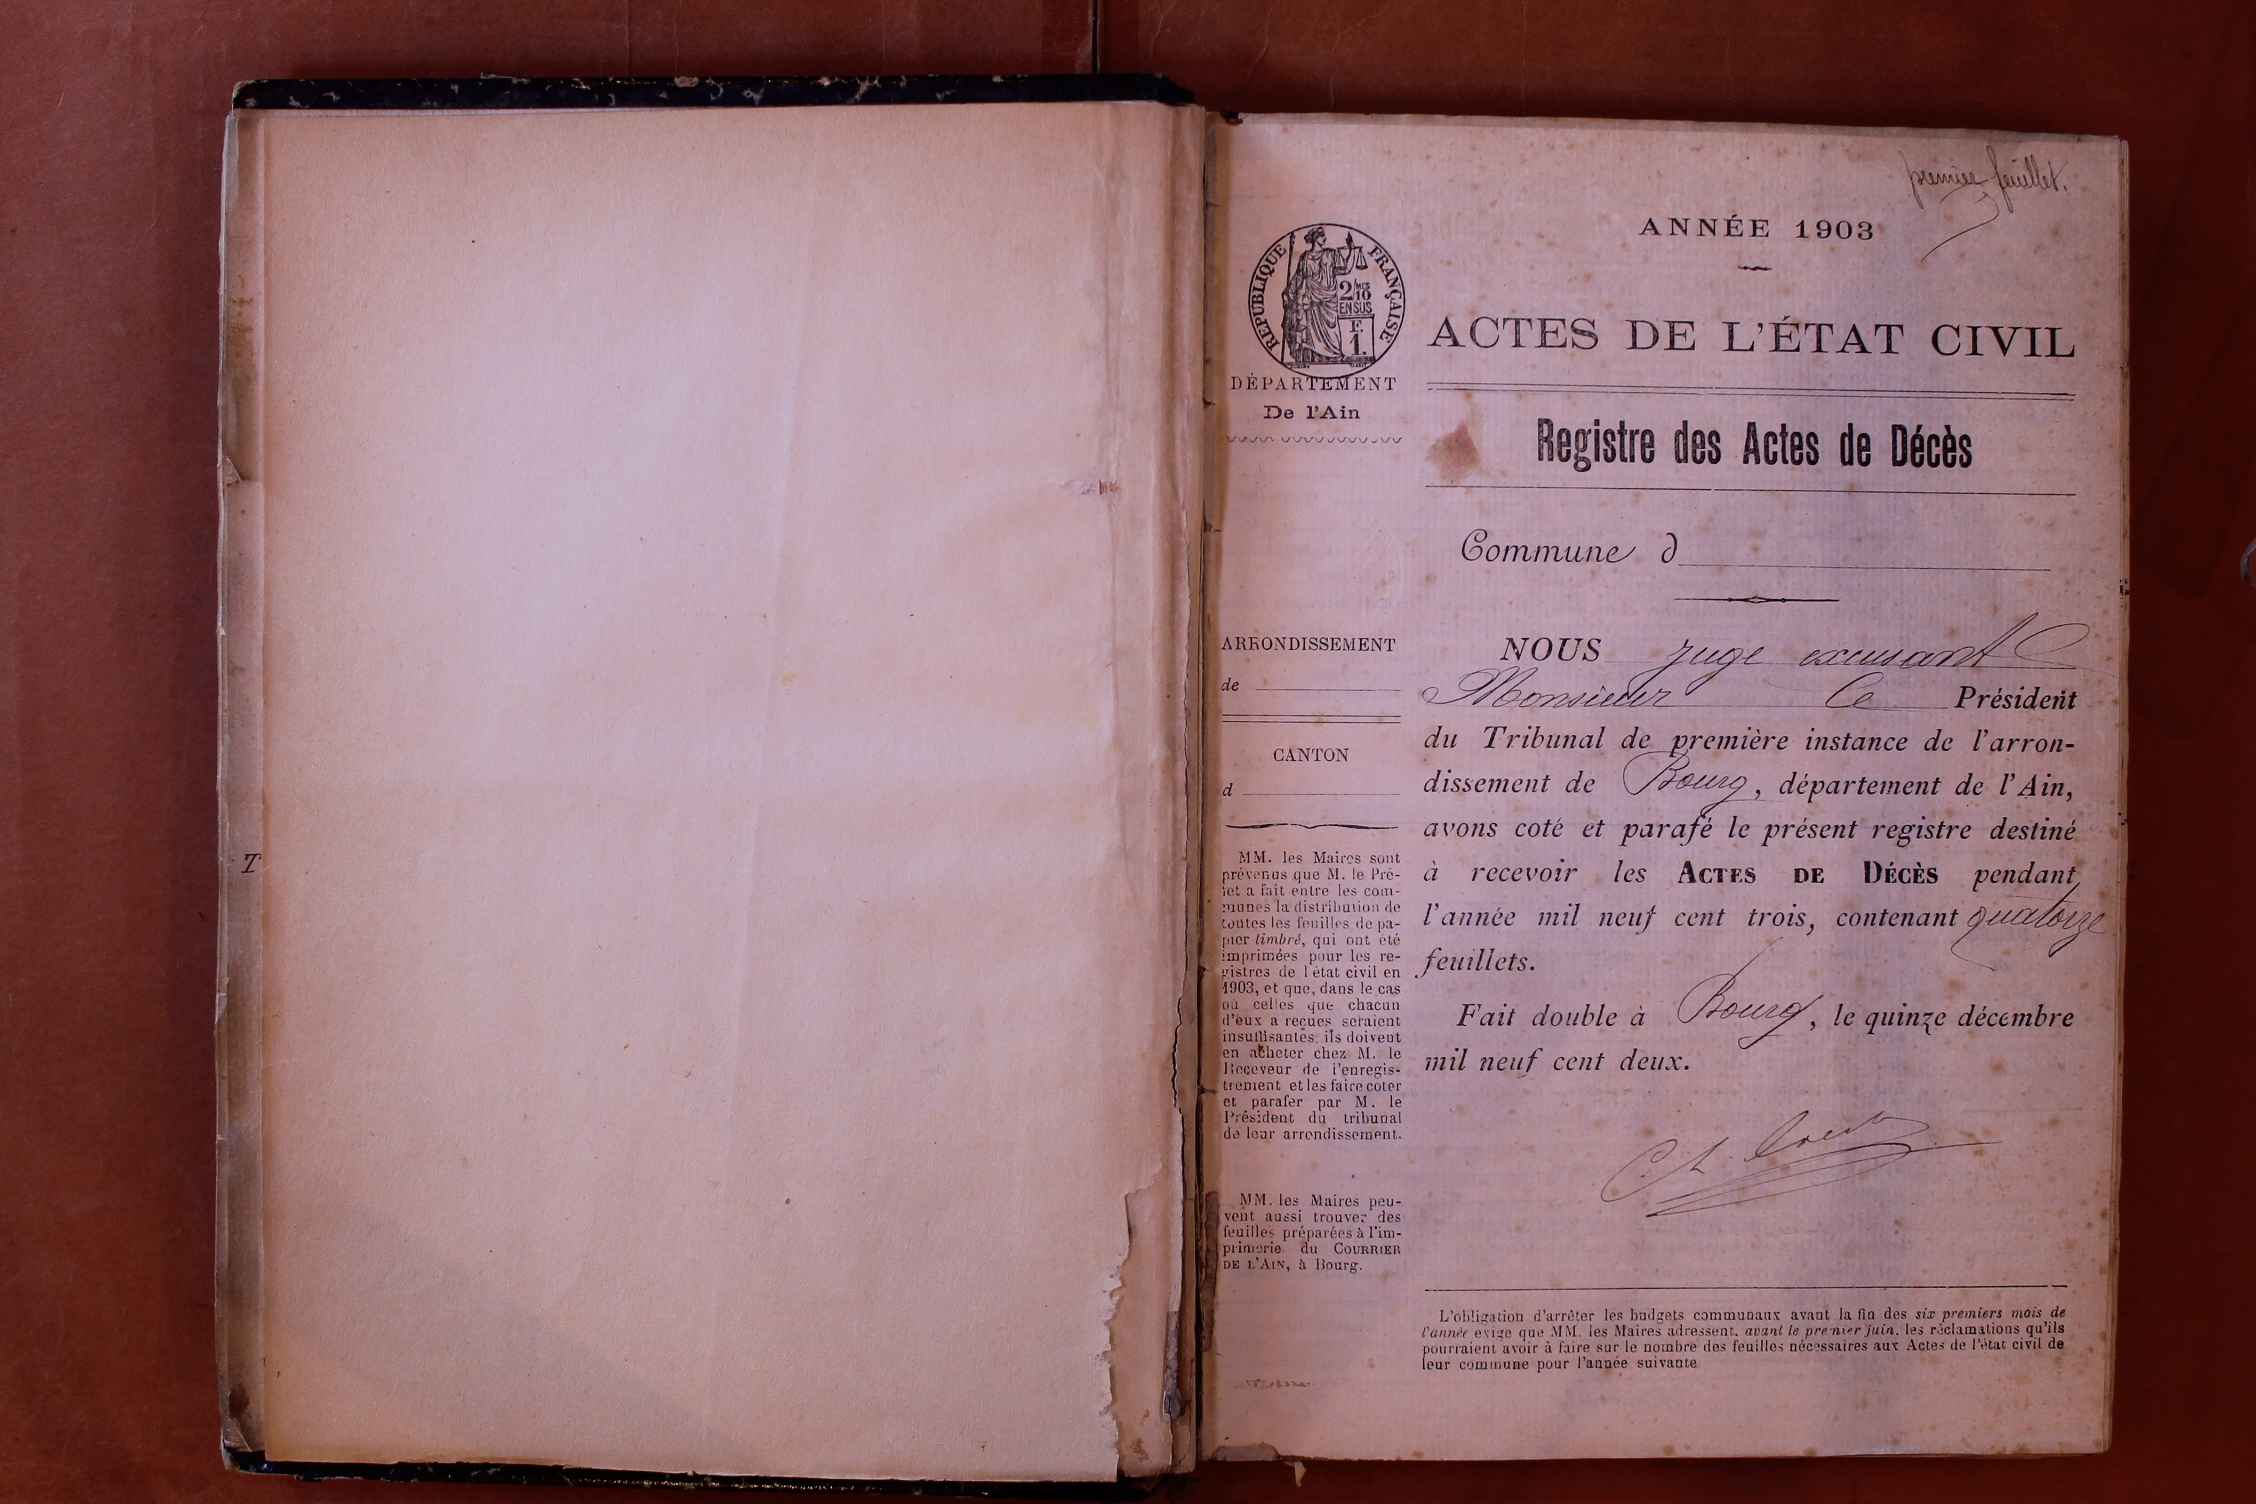 T
premier feuillet.
ANNÉE 1903
RÉPUBLIQUE FRANÇAISE
2/10
EN SUS
F.
1.
DÉPARTEMENT
De l'Ain
ARRONDISSEMENT
de
CANTON
d
MM. les Maires sont
prévenus que M. le Pré-
fet a fait entre les com-
munes la distribution de
toutes les feuilles de pa-
pier timbré, qui ont été
imprimées pour les re-
gistres de l'état civil en
1903, et que, dans le cas
où celles que chacun
d'eux a reçues seraient
insuffisantes, ils doivent
en acheter chez M. le
Receveur de l'enregis-
trement et les faire coter
et parafer par M. le
Président du tribunal
de leur arrondissement.
MM. les Maires peu-
vent aussi trouver des
feuilles préparées à l'im-
primerie du COURRIER
DE L'AIN, à Bourg.
ACTES DE L'ÉTAT CIVIL
Registre des Actes de Décès
Commune d
NOUS juge excusant
Monsieur le Président
du Tribunal de première instance de l'arron-
dissement de Bourg, département de l'Ain,
avons coté et parafé le présent registre destiné
à recevoir les ACTES DE DÉCÈS pendant
l'année mil neuf cent trois, contenant quatorze
feuillets.
Fait double à Bourg, le quinze décembre
mil neuf cent deux.
L'obligation d'arrêter les budgets communaux avant la fin des six premiers mois de
l'année exige que MM. les Maires adressent, avant le premier juin, les réclamations qu'ils
pourraient avoir à faire sur le nombre des feuilles nécessaires aux Actes de l'état civil de
leur commune pour l'année suivante